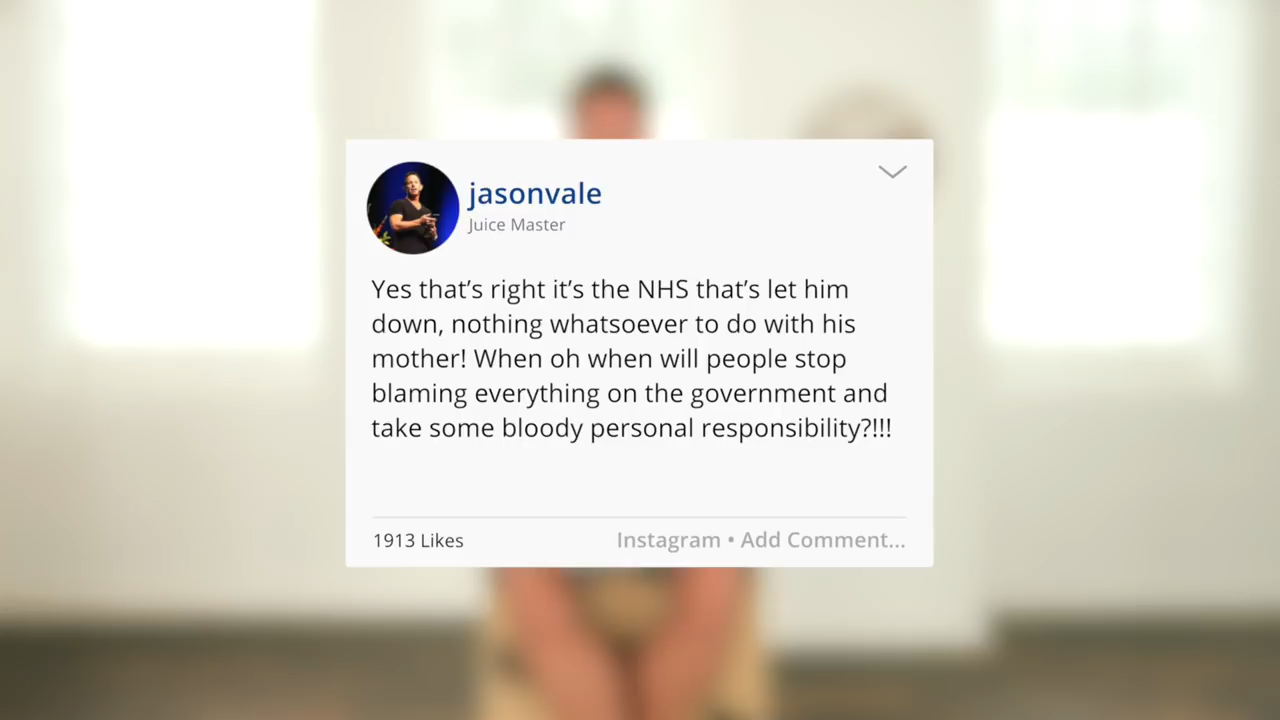 jasonvale
Juice Master
Yes that’s right it’s the NHS that’s let him
down, nothing whatsoever to do with his
mother! When oh when will people stop
blaming everything on the government and
take some bloody personal responsibility?!!!
1913 Likes
Instagram • Add Comment...